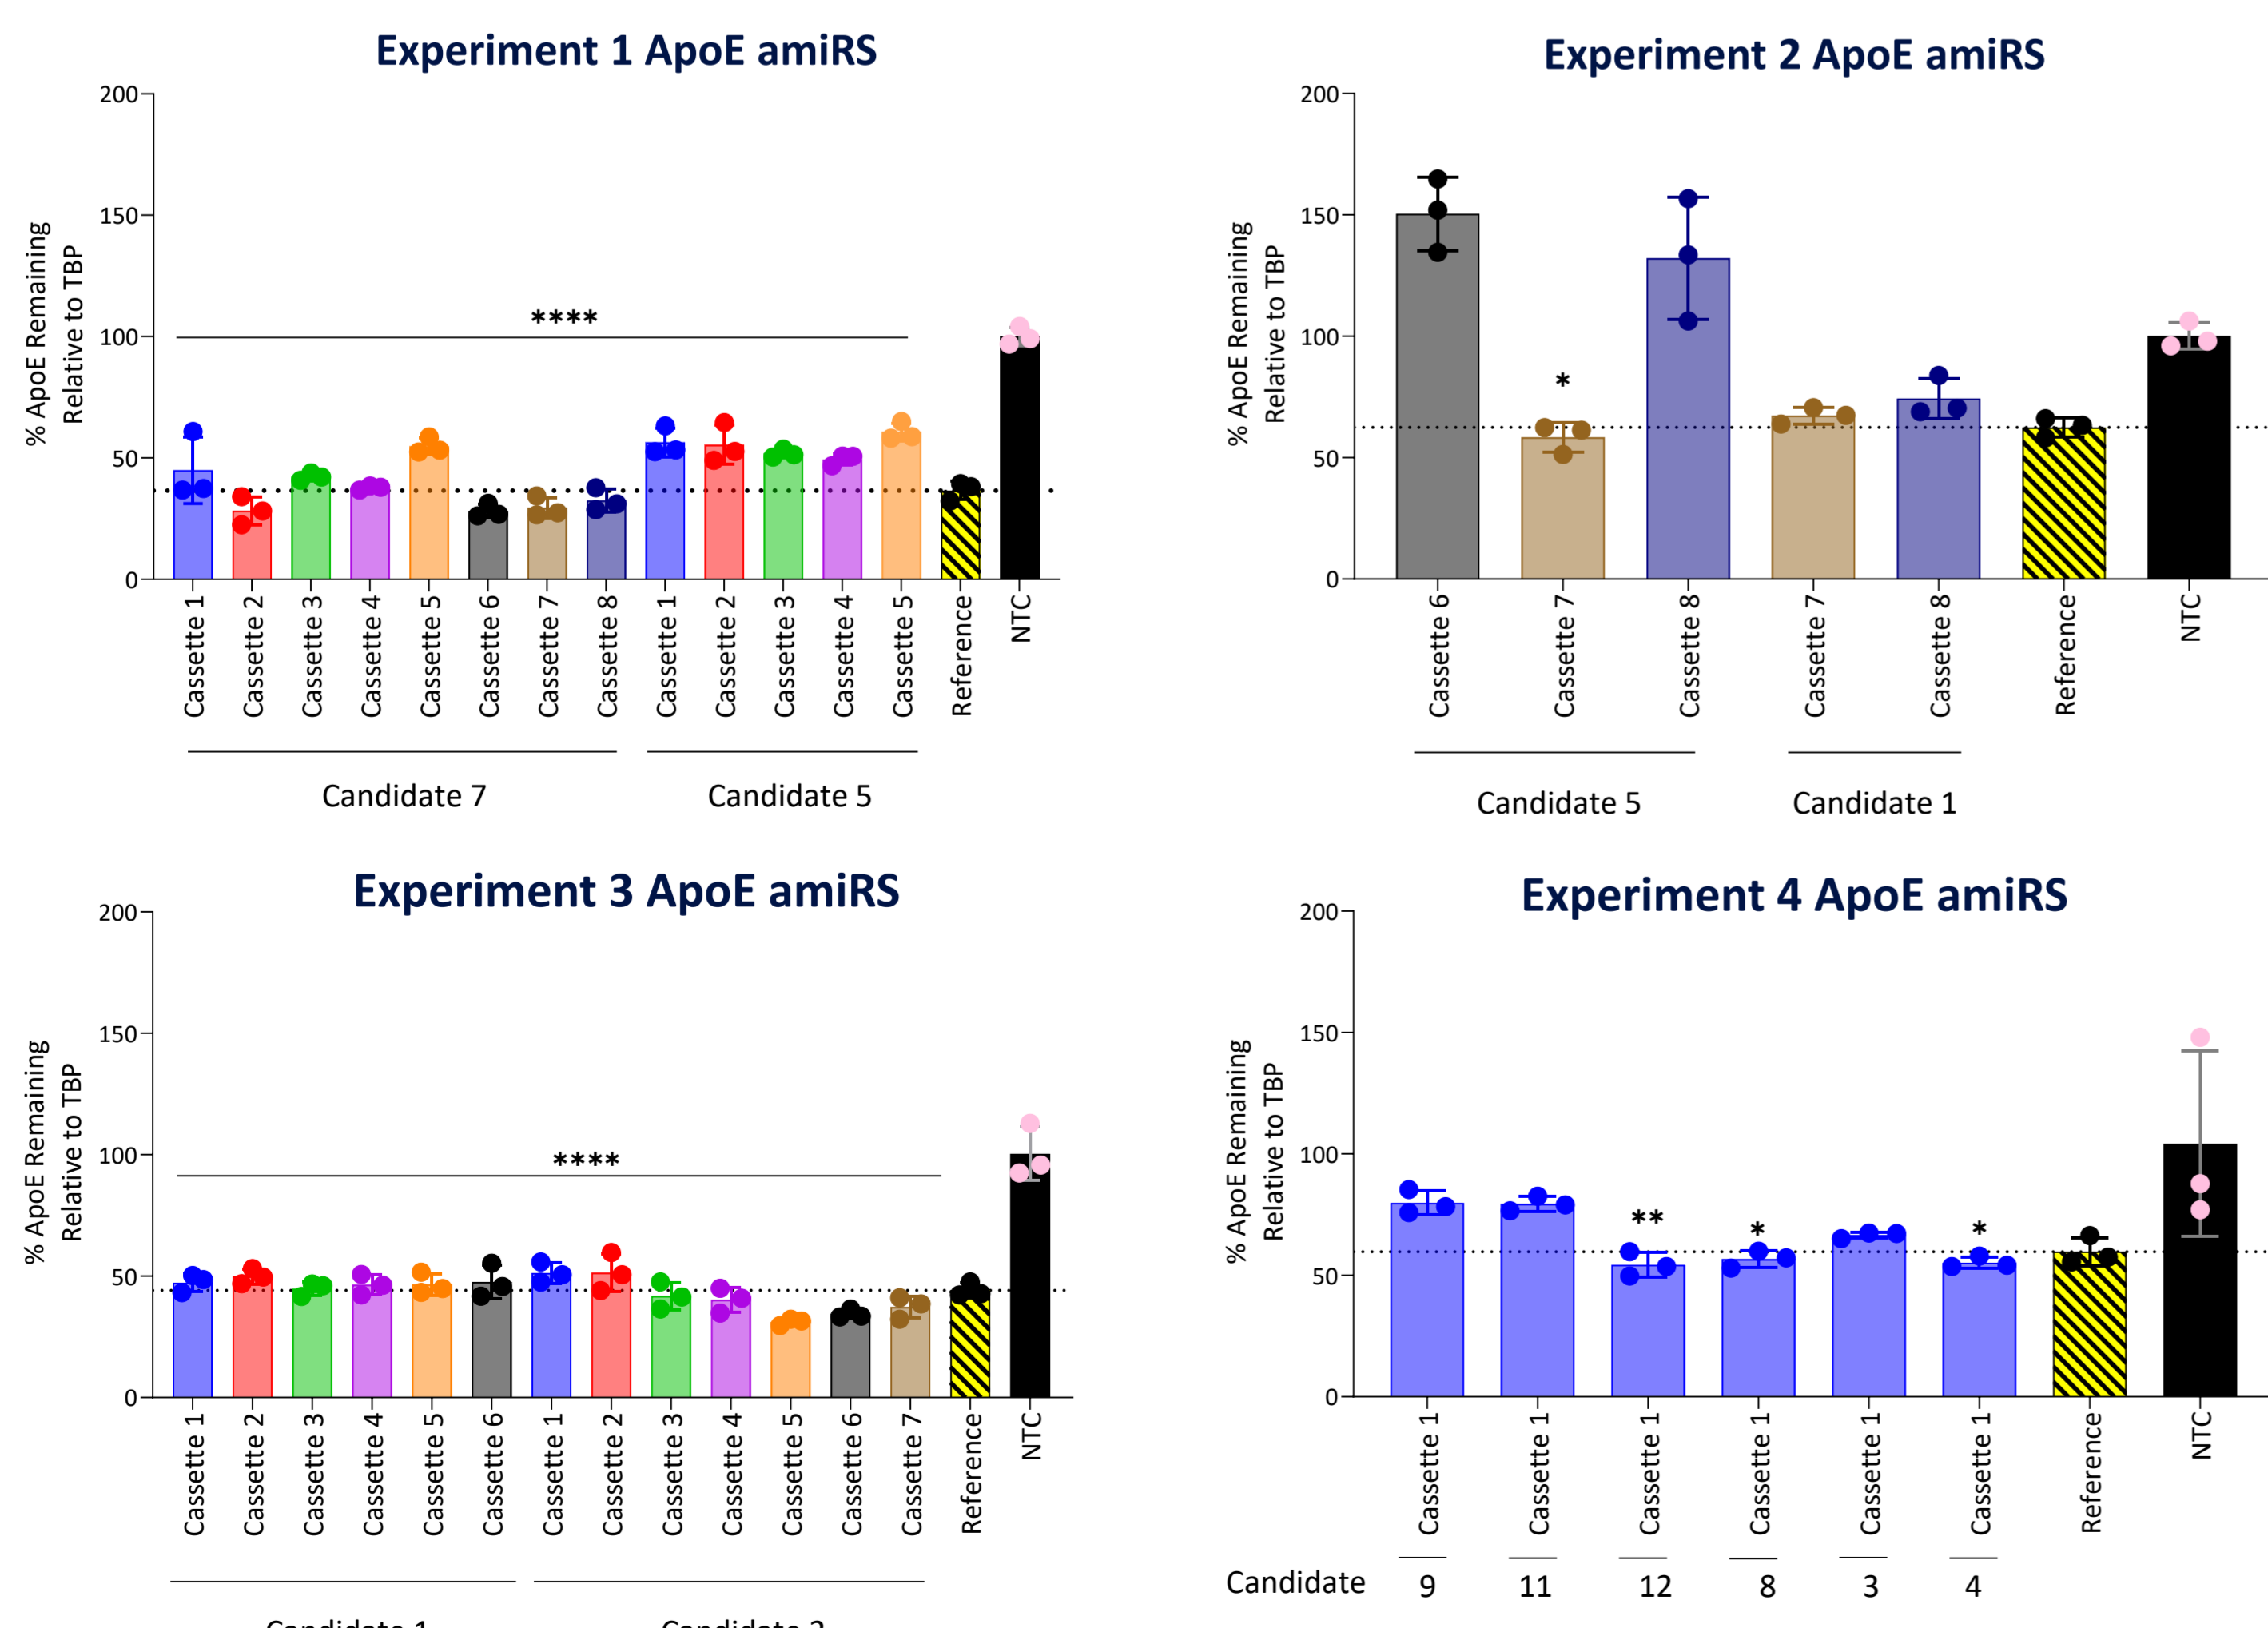 Experiment 1 ApoE amiRS
% ApoE Remaining
Relative to TBP
200
150
100
50
0
****
Cassette 1
Cassette 2
Cassette 3
Cassette 4
Cassette 5
Cassette 6
Cassette 7
Cassette 8
Cassette 1
Cassette 2
Cassette 3
Cassette 4
Cassette 5
Reference
NTC
Candidate 7
Candidate 5
Experiment 2 ApoE amiRS
% ApoE Remaining
Relative to TBP
200
150
100
50
0
*
Cassette 6
Cassette 7
Cassette 8
Cassette 7
Cassette 8
Reference
NTC
Candidate 5
Candidate 1
Experiment 3 ApoE amiRS
% ApoE Remaining
Relative to TBP
200
150
100
50
0
****
Cassette 1
Cassette 2
Cassette 3
Cassette 4
Cassette 5
Cassette 6
Cassette 1
Cassette 2
Cassette 3
Cassette 4
Cassette 5
Cassette 6
Cassette 7
Reference
NTC
Candidate 1
Candidate
Experiment 4 ApoE amiRS
% ApoE Remaining
Relative to TBP
200
150
100
50
0
**
*
*
Cassette 1
Cassette 1
Cassette 1
Cassette 1
Cassette 1
Cassette 1
Reference
NTC
Candidate 9 11 12 8 3 4